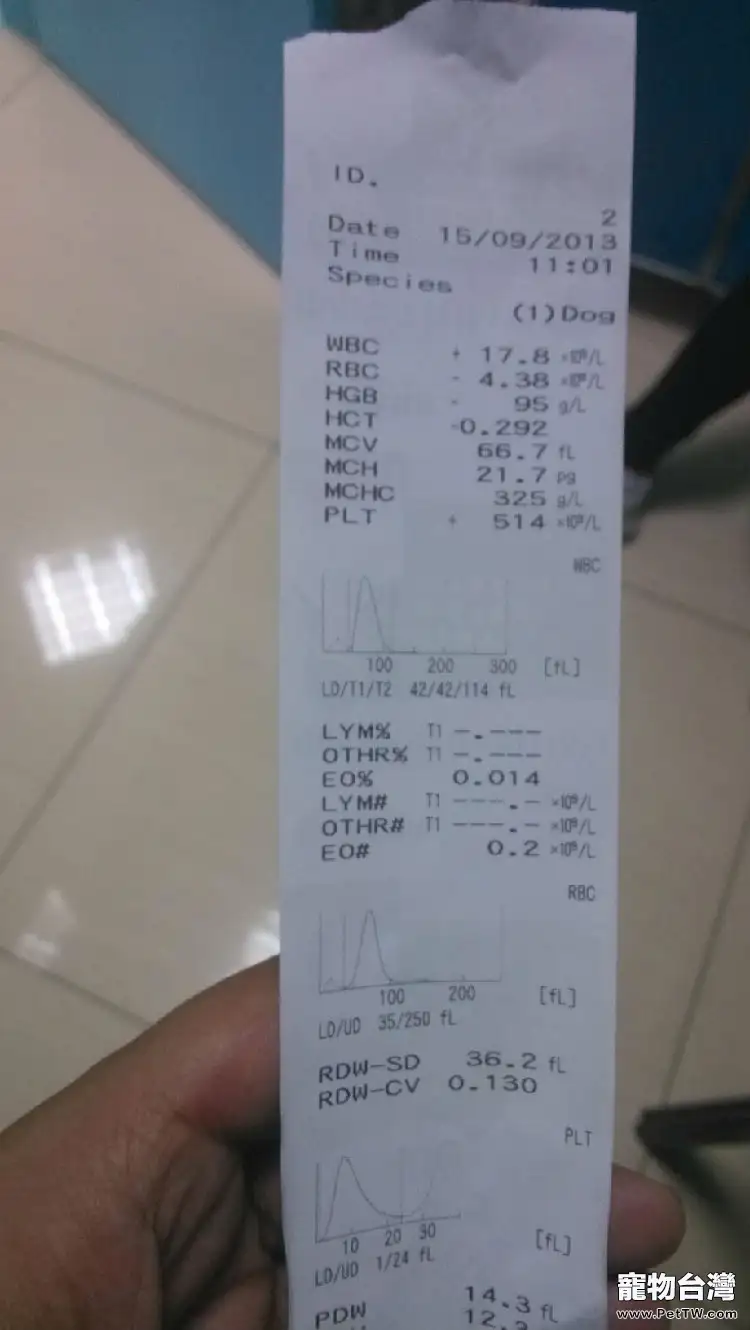 ID.
2
Date 15/09/2013
Time 11:01
Species
(1)Dog
WBC + 17.8 ×10⁹/L
RBC - 4.38 ×10¹²/L
HGB - 95 g/L
HCT -0.292
MCV 66.7 fL
MCH 21.7 pg
MCHC 325 g/L
PLT + 514 ×10⁹/L
WBC
100 200 300 [fL]
LD/T1/T2 42/42/114 fL
LYM% T1 -.---
OTHR% T1 -.---
EO% 0.014
LYM# T1 ---.- ×10⁹/L
OTHR# T1 ---.- ×10⁹/L
EO# 0.2 ×10⁹/L
RBC
100 200 [fL]
LD/UD 35/250 fL
RDW-SD 36.2 fL
RDW-CV 0.130
PLT
10 20 30 [fL]
LD/UD 1/24 fL
PDW 14.3 fL
寵物台灣
www.PetTW.com